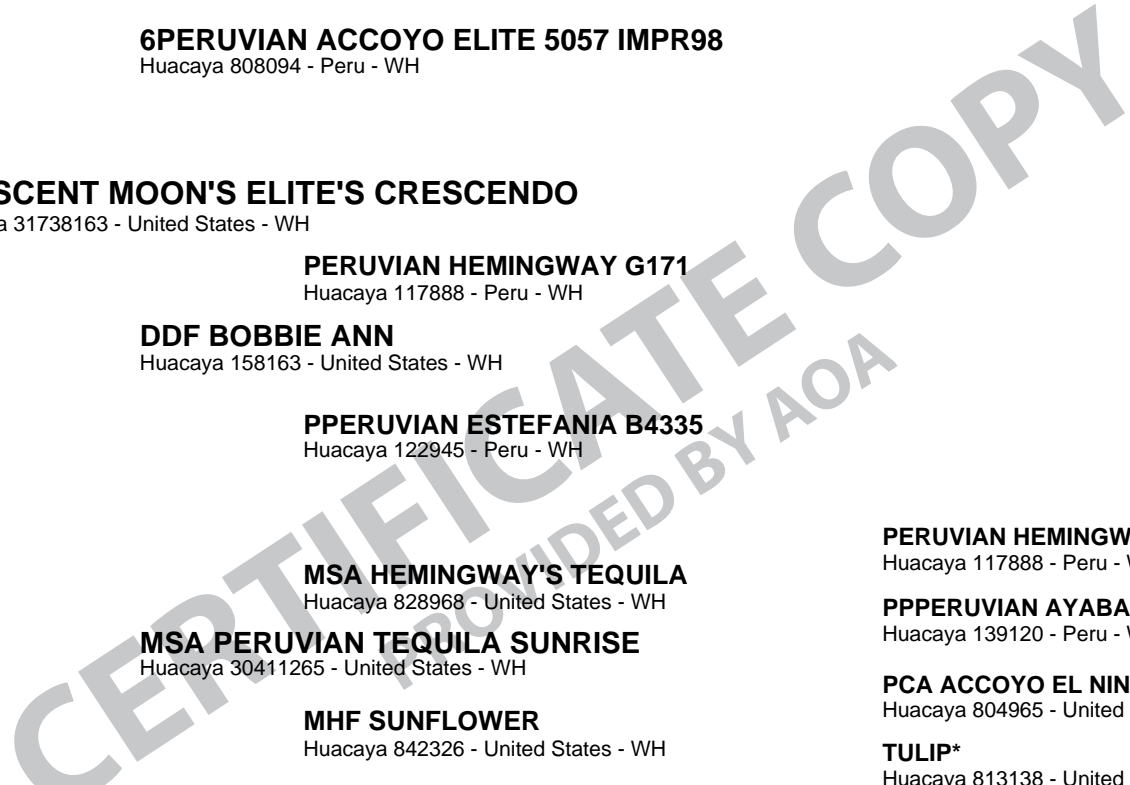 6PERUVIAN ACCOYO ELITE 5057 IMPR98
Huacaya 808094 - Peru - WH
SCENT MOON'S ELITE'S CRESCENDO
a 31738163 - United States - WH
PERUVIAN HEMINGWAY G171
Huacaya 117888 - Peru - WH
DDF BOBBIE ANN
Huacaya 158163 - United States - WH
PPERUVIAN ESTEFANIA B4335
Huacaya 122945 - Peru - WH
MSA HEMINGWAY'S TEQUILA
Huacaya 828968 - United States - WH
MSA PERUVIAN TEQUILA SUNRISE
Huacaya 30411265 - United States - WH
MHF SUNFLOWER
Huacaya 842326 - United States - WH
PERUVIAN HEMINGW
Huacaya 117888 - Peru -
PPPERUVIAN AYABA
Huacaya 139120 - Peru -
PCA ACCOYO EL NIN
Huacaya 804965 - United
TULIP*
Huacaya 813138 - United
CERTIFICATE COPY
PROVIDED BY AOA